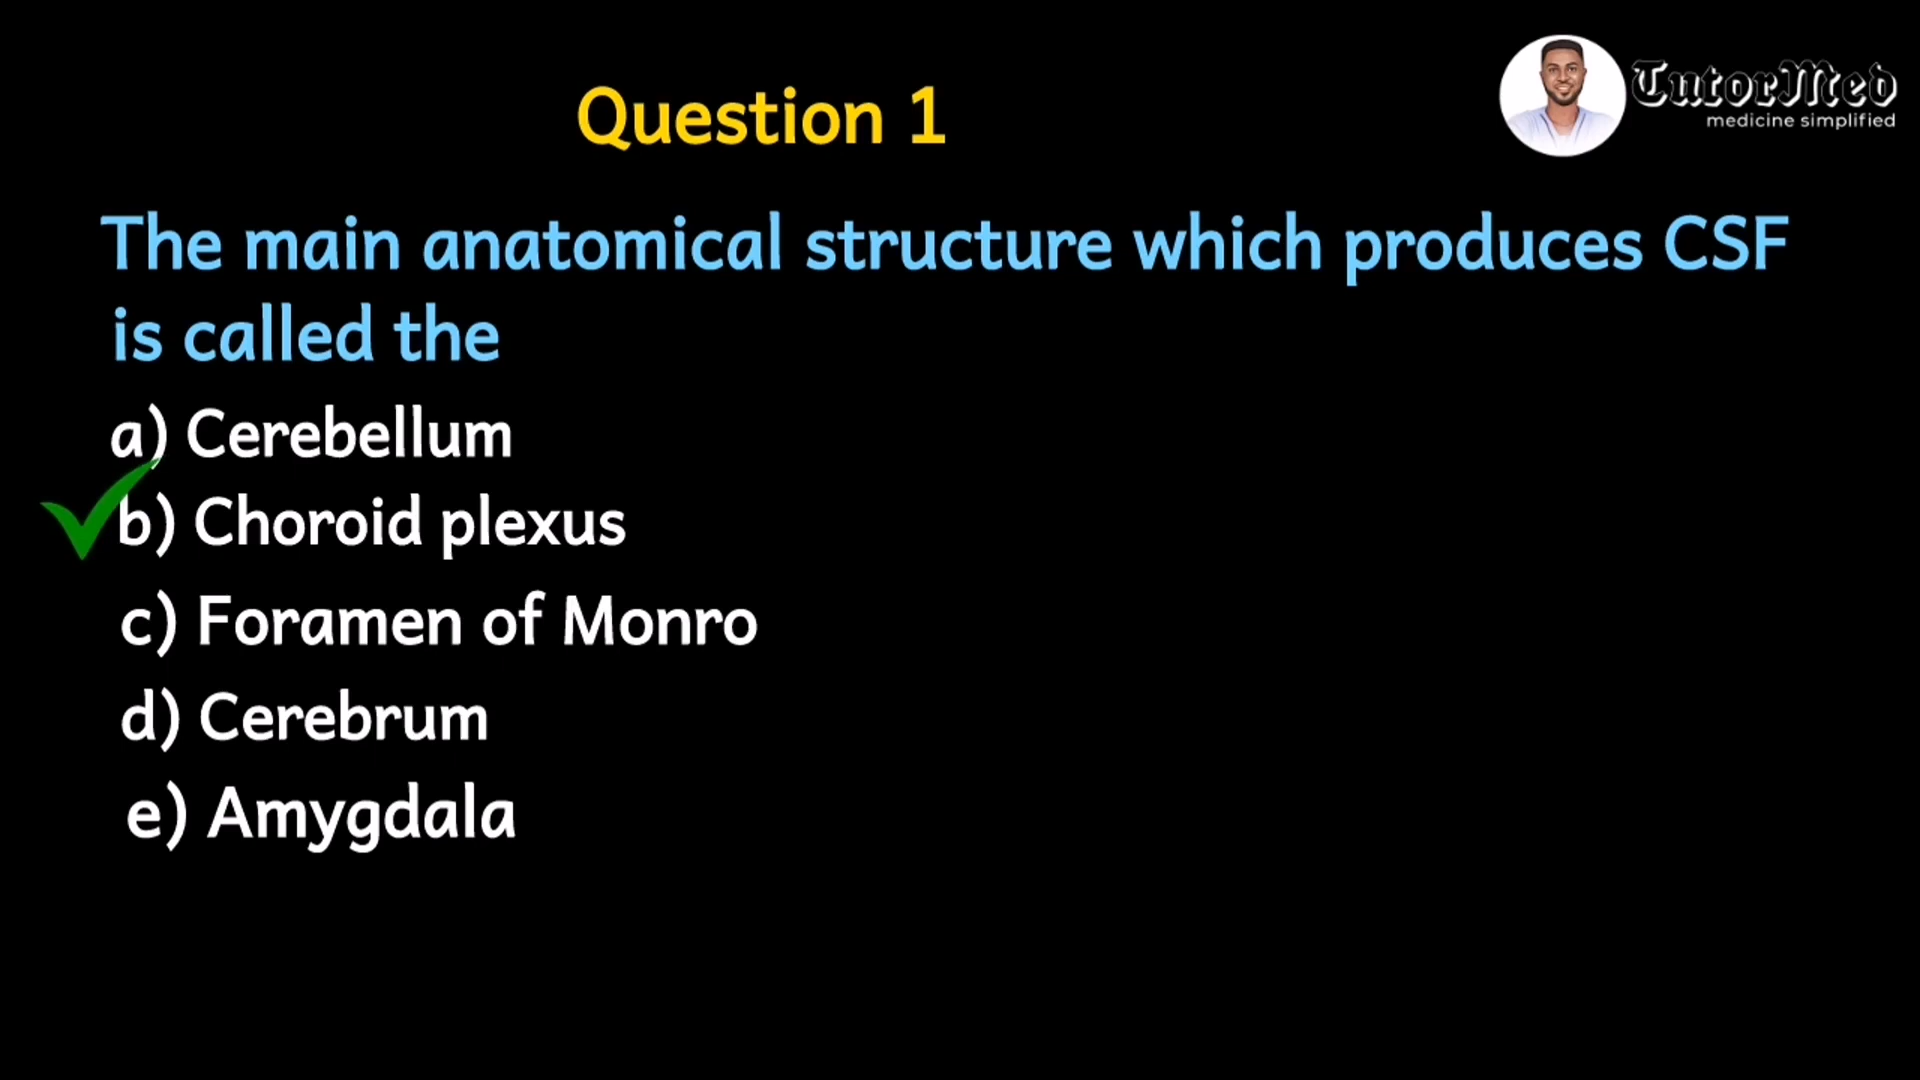 TutorMed
medicine simplified
Question 1
The main anatomical structure which produces CSF
is called the
a) Cerebellum
b) Choroid plexus
c) Foramen of Monro
d) Cerebrum
e) Amygdala